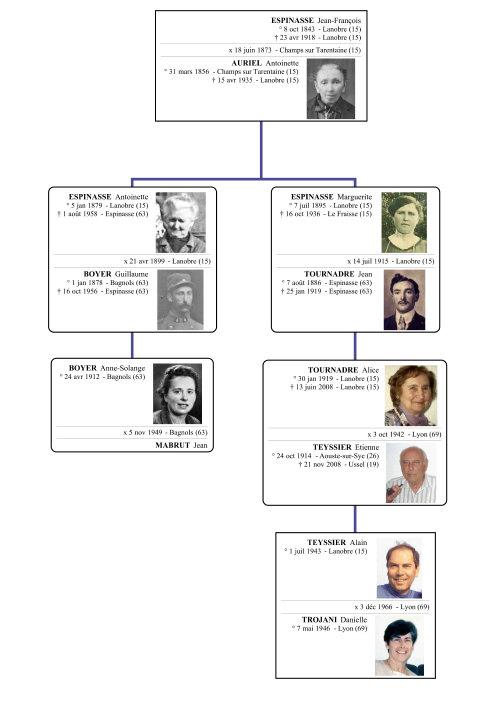 ESPINASSE Jean-François
° 8 oct 1843 - Lanobre (15)
† 23 avr 1918 - Lanobre (15)
x 18 juin 1873 - Champs sur Tarentaine (15)
AURIEL Antoinette
° 31 mars 1856 - Champs sur Tarentaine (15)
† 15 avr 1935 - Lanobre (15)
ESPINASSE Antoinette
° 5 jan 1879 - Lanobre (15)
† 1 août 1958 - Espinasse (63)
x 21 avr 1899 - Lanobre (15)
BOYER Guillaume
° 1 jan 1878 - Bagnols (63)
† 16 oct 1956 - Espinasse (63)
ESPINASSE Marguerite
° 7 juil 1895 - Lanobre (15)
† 16 oct 1936 - Le Fraisse (15)
x 14 juil 1915 - Lanobre (15)
TOURNADRE Jean
° 7 août 1886 - Espinasse (63)
† 25 jan 1919 - Espinasse (63)
BOYER Anne-Solange
° 24 avr 1912 - Bagnols (63)
x 5 nov 1949 - Bagnols (63)
MABRUT Jean
TOURNADRE Alice
° 30 jan 1919 - Lanobre (15)
† 13 juin 2008 - Lanobre (15)
x 3 oct 1942 - Lyon (69)
TEYSSIER Etienne
° 24 oct 1914 - Aouste-sur-Sye (26)
† 21 nov 2008 - Ussel (19)
TEYSSIER Alain
° 1 juil 1943 - Lanobre (15)
x 3 déc 1966 - Lyon (69)
TROJANI Danielle
° 7 mai 1946 - Lyon (69)